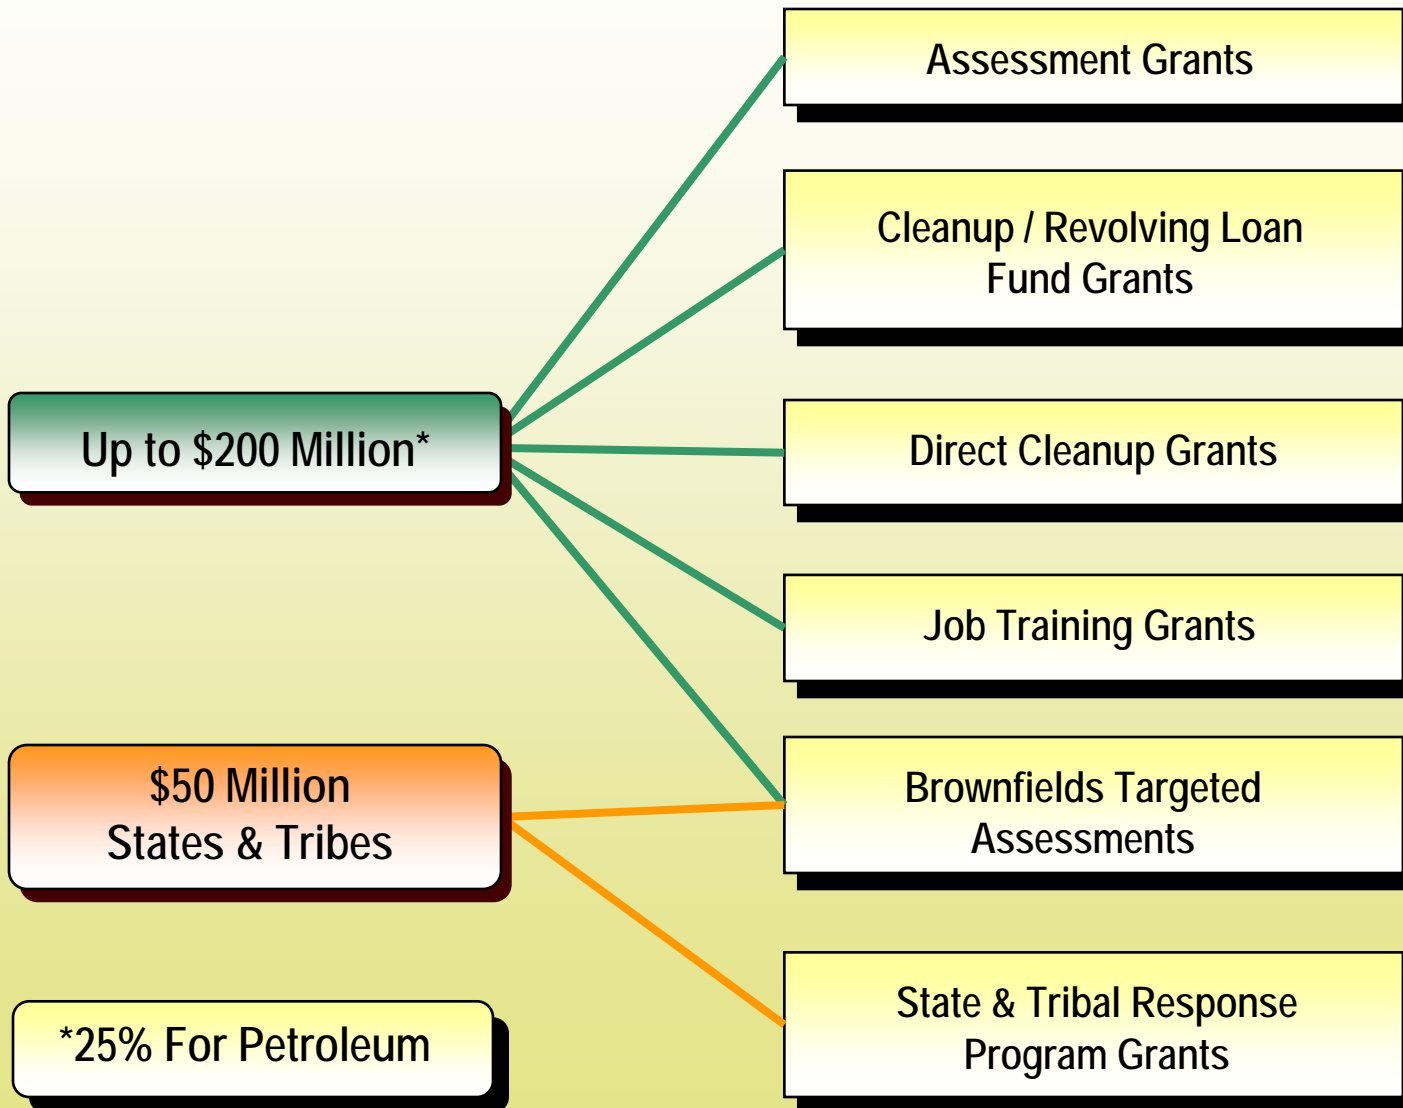 Assessment Grants
Cleanup / Revolving Loan
Fund Grants
Up to $200 Million*
Direct Cleanup Grants
Job Training Grants
$50 Million
States & Tribes
Brownfields Targeted
Assessments
State & Tribal Response
Program Grants
*25% For Petroleum